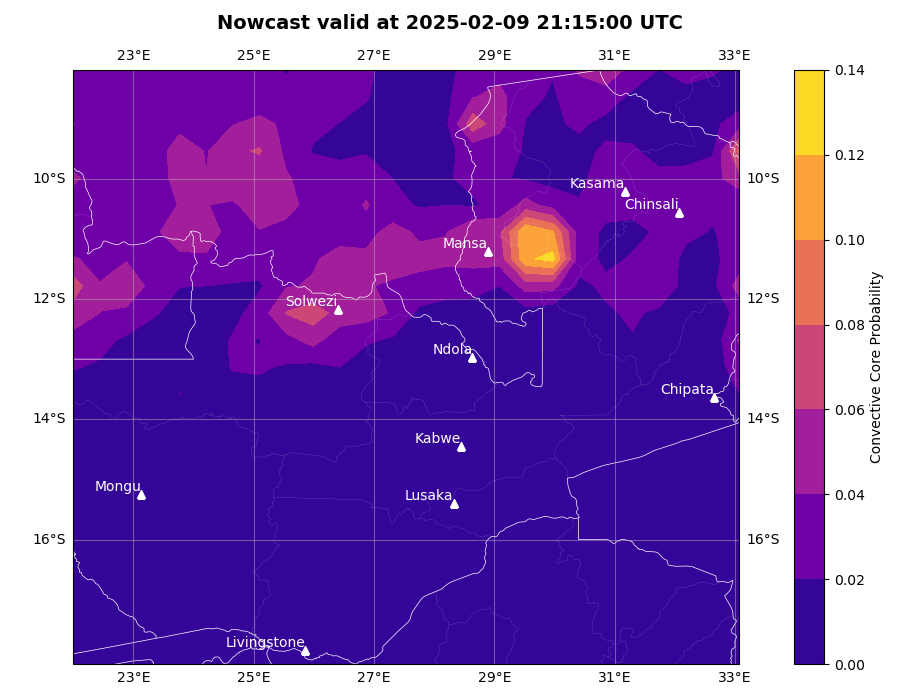 Nowcast valid at 2025-02-09 21:15:00 UTC
23°E 25°E 27°E 29°E 31°E 33°E
0.14
0.12
10°S Kasama 10°S
Chinsali
Mansa 0.10
12°S Solwezi 12°S
0.08
Ndola
Chipata
0.06
14°S 14°S
Kabwe
Mongu Lusaka 0.04
16°S 16°S
0.02
Livingstone
0.00
23°E 25°E 27°E 29°E 31°E 33°E
Convective Core Probability